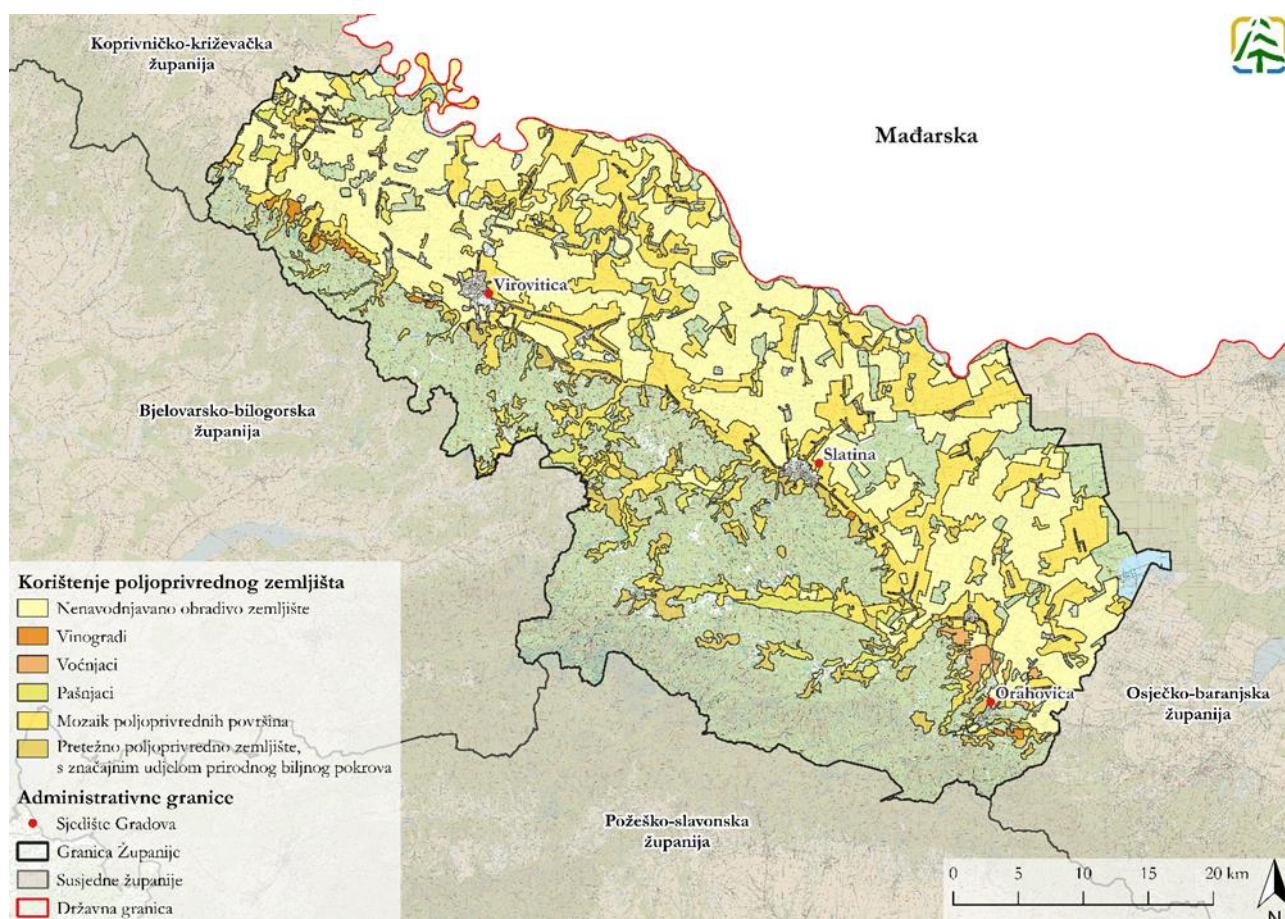 Koprivničko-križevačka
županija
Mađarska
Virovitica
Bjelovarsko-bilogorska
županija
Slatina
Korištenje poljoprivrednog zemljišta
Nenavodnjavano obradivo zemljište
Vinogradi
Voćnjaci
Pašnjaci
Mozaik poljoprivrednih površina
Pretežno poljoprivredno zemljište,
s značajnim udjelom prirodnog biljnog pokrova
Administrativne granice
Sjedište Gradova
Granica Županije
Susjedne županije
Državna granica
Orahovica
Osječko-baranjska
županija
Požeško-slavonska
županija
0 5 10 15 20 km
N